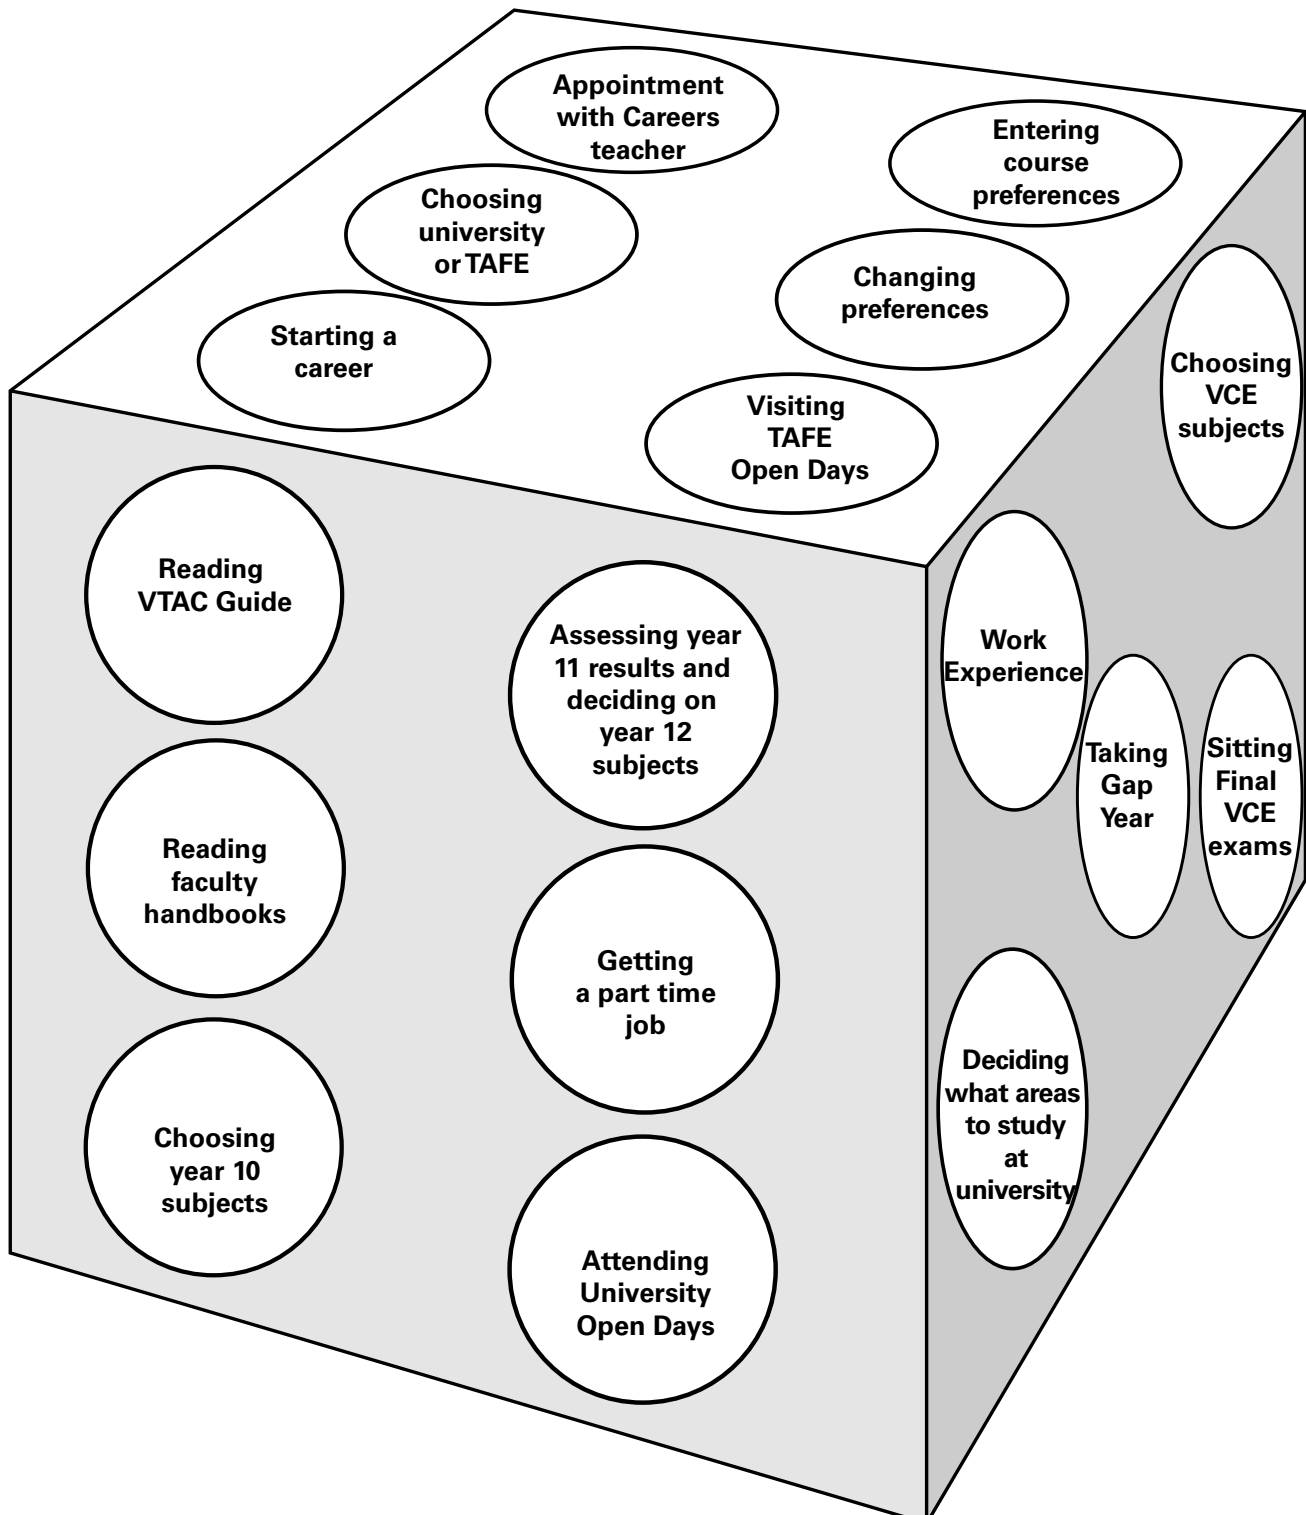 Appointment
with Careers
teacher
Entering
course
preferences
Choosing
university
or TAFE
Changing
preferences
Starting a
career
Visiting
TAFE
Open Days
Reading
VTAC Guide
Assessing year
11 results and
deciding on
year 12
subjects
Reading
faculty
handbooks
Getting
a part time
job
Choosing
year 10
subjects
Attending
University
Open Days
Choosing
VCE
subjects
Work
Experience
Taking
Gap
Year
Sitting
Final
VCE
exams
Deciding
what areas
to study
at
university